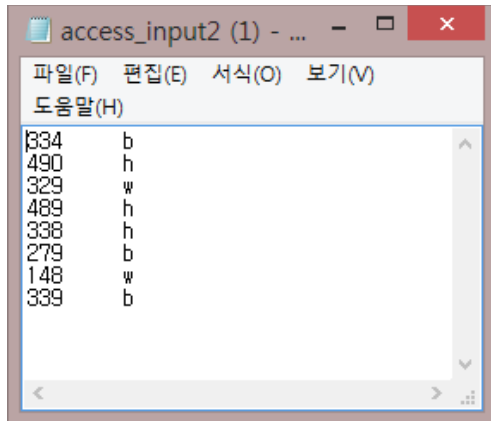 access_input2 (1) - ...
파일(F) 편집(E) 서식(O) 보기(V)
도움말(H)
334 b
490 h
329 w
489 h
338 h
279 b
148 w
339 b